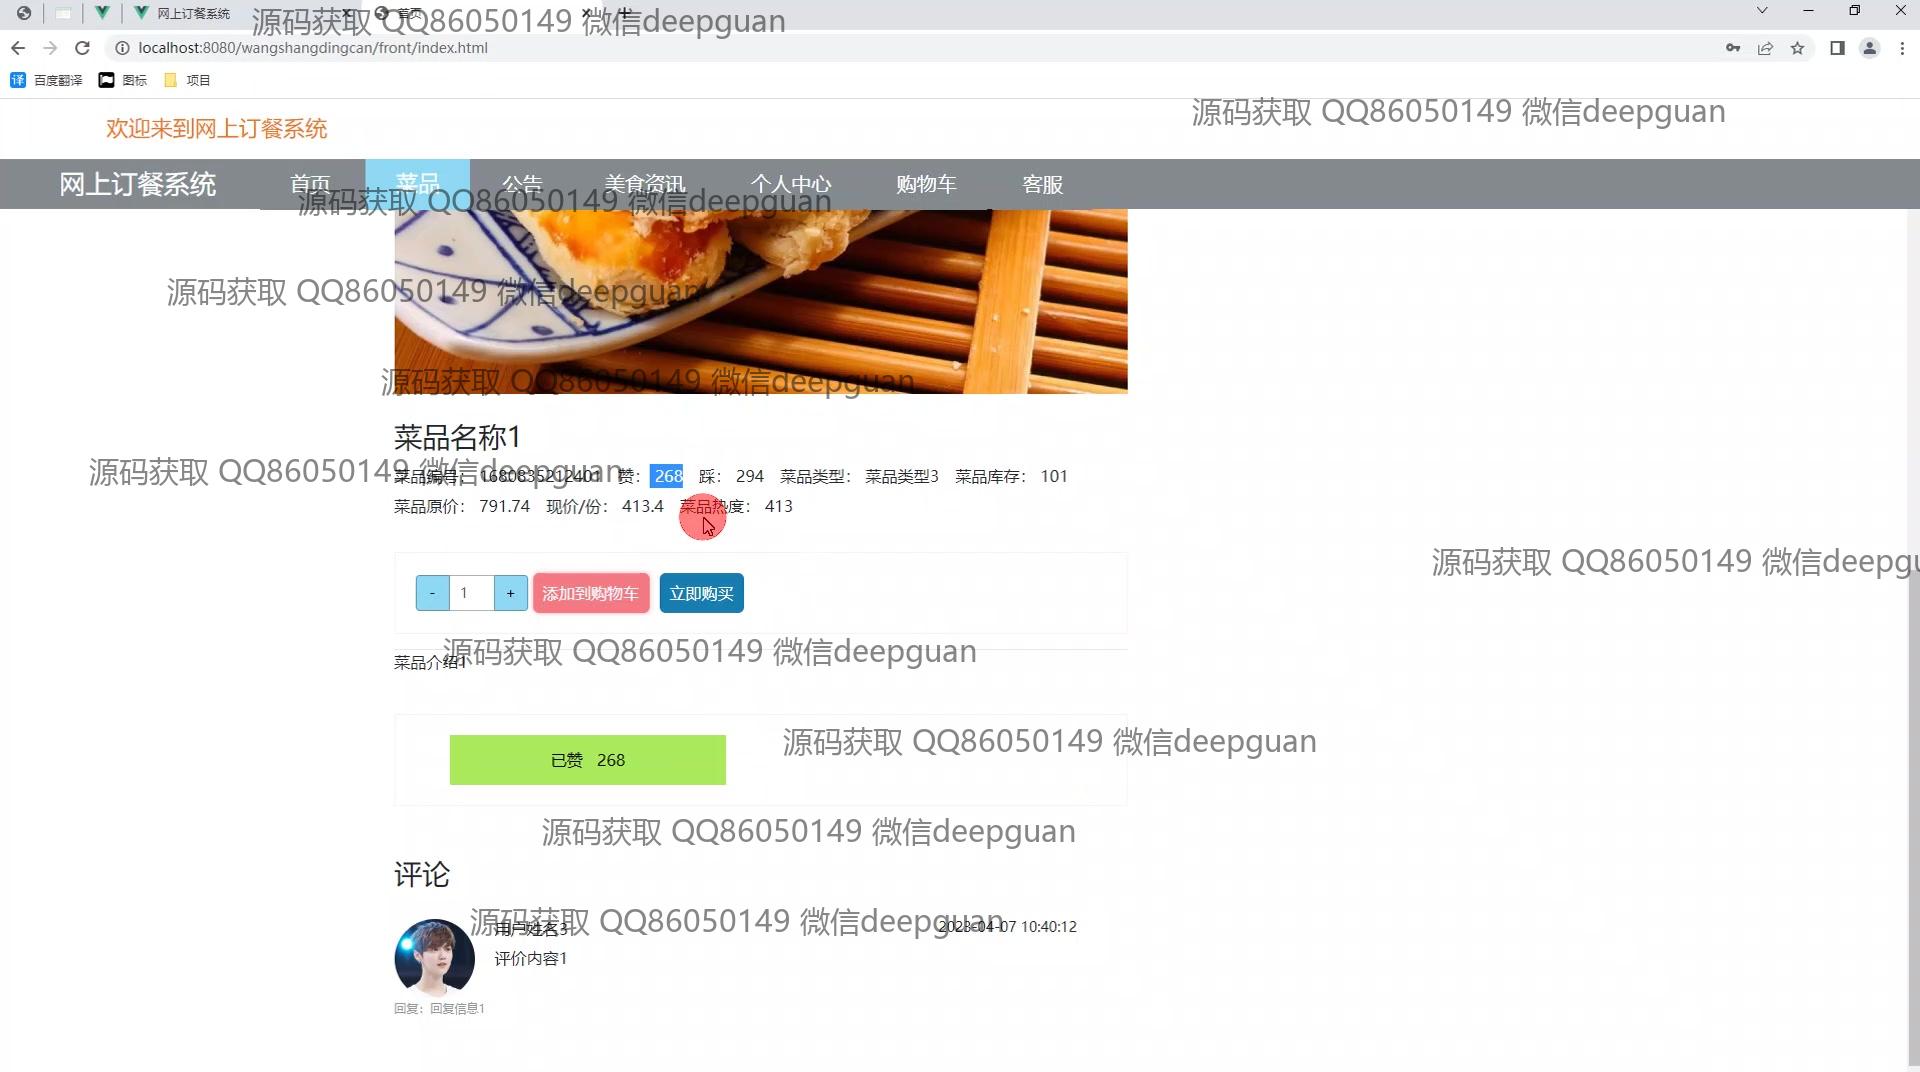 网上订餐系统
首页
源码获取 QQ86050149 微信deepguan
localhost:8080/wangshangdingcan/front/index.html
百度翻译 图标 项目
源码获取 QQ86050149 微信deepguan
欢迎来到网上订餐系统
网上订餐系统 首页 菜品 公告 美食资讯 个人中心 购物车 客服
源码获取 QQ86050149 微信deepguan
源码获取 QQ86050149 微信deepguan
源码获取 QQ86050149 微信deepguan
菜品名称1
源码获取 QQ86050149 微信deepguan
菜品编号： 1680835212401 赞： 268 踩： 294 菜品类型： 菜品类型3 菜品库存： 101
菜品原价： 791.74 现价/份： 413.4 菜品热度： 413
源码获取 QQ86050149 微信deepgu
- 1 + 添加到购物车 立即购买
源码获取 QQ86050149 微信deepguan
菜品介绍1
源码获取 QQ86050149 微信deepguan
已赞 268
源码获取 QQ86050149 微信deepguan
评论
源码获取 QQ86050149 微信deepguan
用户姓名3 2023-04-07 10:40:12
评价内容1
回复：回复信息1